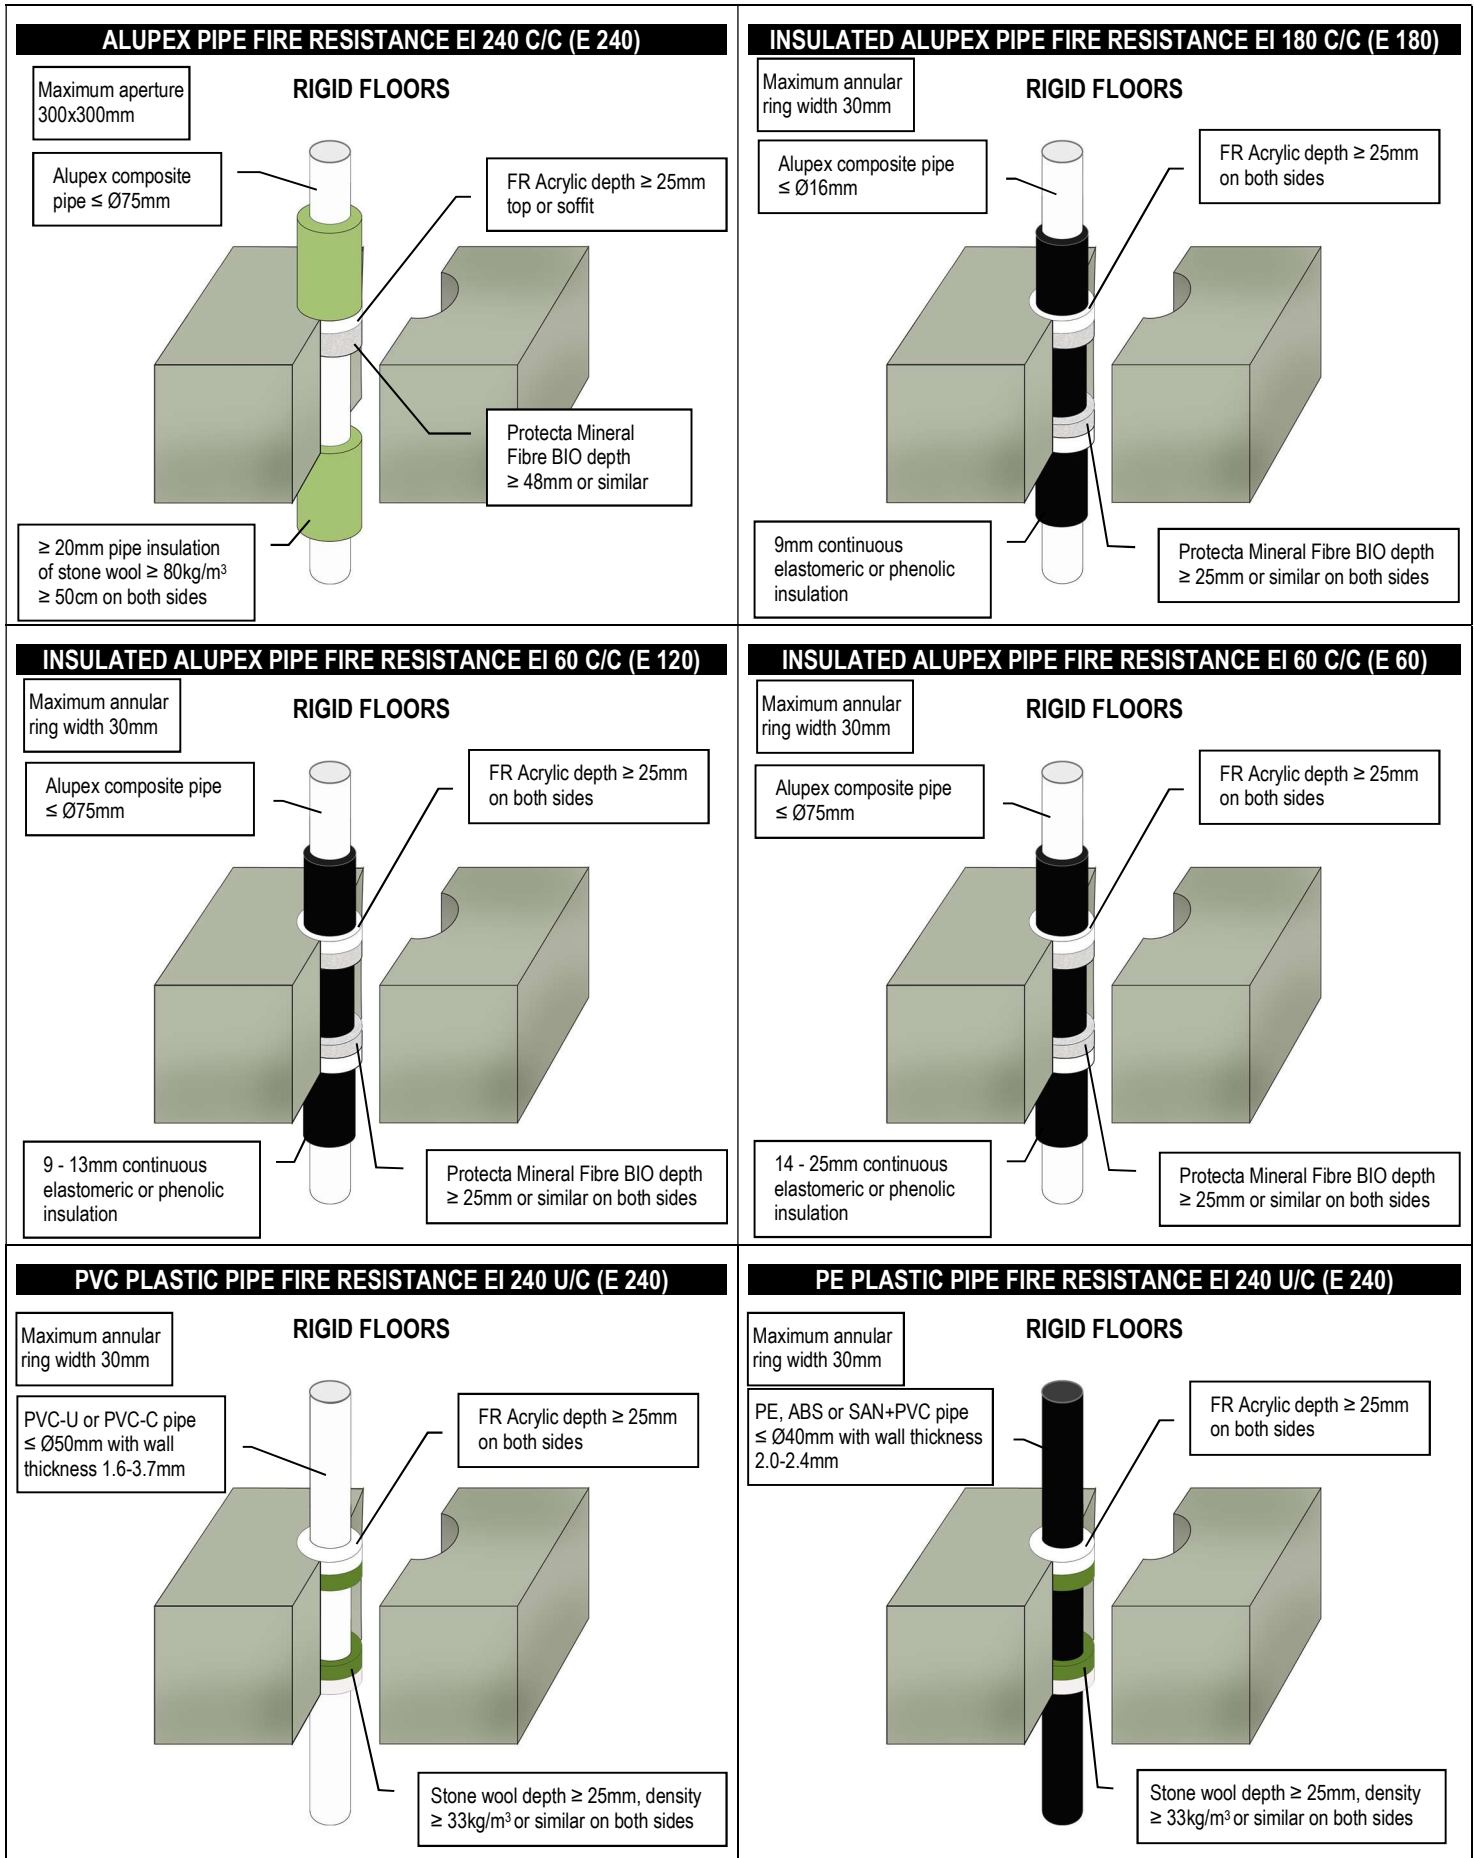 ALUPEX PIPE FIRE RESISTANCE EI 240 C/C (E 240)
RIGID FLOORS
Maximum aperture
300x300mm
Alupex composite
pipe ≤ Ø75mm
FR Acrylic depth ≥ 25mm
top or soffit
Protecta Mineral
Fibre BIO depth
≥ 48mm or similar
≥ 20mm pipe insulation
of stone wool ≥ 80kg/m³
≥ 50cm on both sides
INSULATED ALUPEX PIPE FIRE RESISTANCE EI 180 C/C (E 180)
RIGID FLOORS
Maximum annular
ring width 30mm
Alupex composite pipe
≤ Ø16mm
FR Acrylic depth ≥ 25mm
on both sides
9mm continuous
elastomeric or phenolic
insulation
Protecta Mineral Fibre BIO depth
≥ 25mm or similar on both sides
INSULATED ALUPEX PIPE FIRE RESISTANCE EI 60 C/C (E 120)
RIGID FLOORS
Maximum annular
ring width 30mm
Alupex composite pipe
≤ Ø75mm
FR Acrylic depth ≥ 25mm
on both sides
9 - 13mm continuous
elastomeric or phenolic
insulation
Protecta Mineral Fibre BIO depth
≥ 25mm or similar on both sides
INSULATED ALUPEX PIPE FIRE RESISTANCE EI 60 C/C (E 60)
RIGID FLOORS
Maximum annular
ring width 30mm
Alupex composite pipe
≤ Ø75mm
FR Acrylic depth ≥ 25mm
on both sides
14 - 25mm continuous
elastomeric or phenolic
insulation
Protecta Mineral Fibre BIO depth
≥ 25mm or similar on both sides
PVC PLASTIC PIPE FIRE RESISTANCE EI 240 U/C (E 240)
RIGID FLOORS
Maximum annular
ring width 30mm
PVC-U or PVC-C pipe
≤ Ø50mm with wall
thickness 1.6-3.7mm
FR Acrylic depth ≥ 25mm
on both sides
Stone wool depth ≥ 25mm, density
≥ 33kg/m³ or similar on both sides
PE PLASTIC PIPE FIRE RESISTANCE EI 240 U/C (E 240)
RIGID FLOORS
Maximum annular
ring width 30mm
PE, ABS or SAN+PVC pipe
≤ Ø40mm with wall thickness
2.0-2.4mm
FR Acrylic depth ≥ 25mm
on both sides
Stone wool depth ≥ 25mm, density
≥ 33kg/m³ or similar on both sides